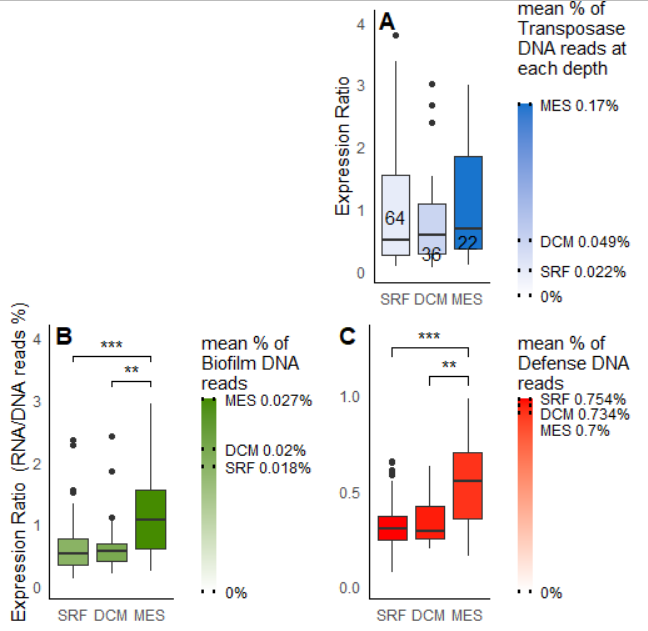 A
mean % of
Transposase
DNA reads at
each depth
4
3
2
1
0
Expression Ratio
64
36
22
SRF DCM MES
MES 0.17%
DCM 0.049%
SRF 0.022%
0%
B
Expression Ratio (RNA/DNA reads %)
4
3
2
1
0
***
**
SRF DCM MES
mean % of
Biofilm DNA
reads
MES 0.027%
DCM 0.02%
SRF 0.018%
0%
C
1.0
0.5
0.0
***
**
SRF DCM MES
mean % of
Defense DNA
reads
SRF 0.754%
DCM 0.734%
MES 0.7%
0%